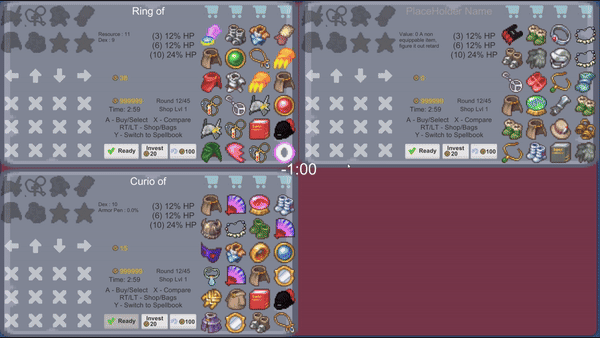 Ring of
Resource : 11
Dex : 9
(3) 12% HP
(6) 12% HP
(10) 24% HP
999999
Round 12/45
Time: 2:59
Shop Lvl 1
A - Buy/Select X - Compare
RT/LT - Shop/Bags
Y - Switch to Spellbook
Ready
Invest
20
100
PlaceHolder Name
Value: 0 A non
equippable item,
figure it out retard
(3) 12% HP
(6) 12% HP
(10) 24% HP
0
999999
Round 12/45
Time: 2:59
Shop Lvl 1
A - Buy/Select X - Compare
RT/LT - Shop/Bags
Y - Switch to Spellbook
Ready
Invest
20
100
-1:00
Curio of
Dex : 10
Armor Pen : 0.0%
(3) 12% HP
(6) 12% HP
(10) 24% HP
15
999999
Round 12/45
Time: 2:59
Shop Lvl 1
A - Buy/Select X - Compare
RT/LT - Shop/Bags
Y - Switch to Spellbook
Ready
Invest
20
100